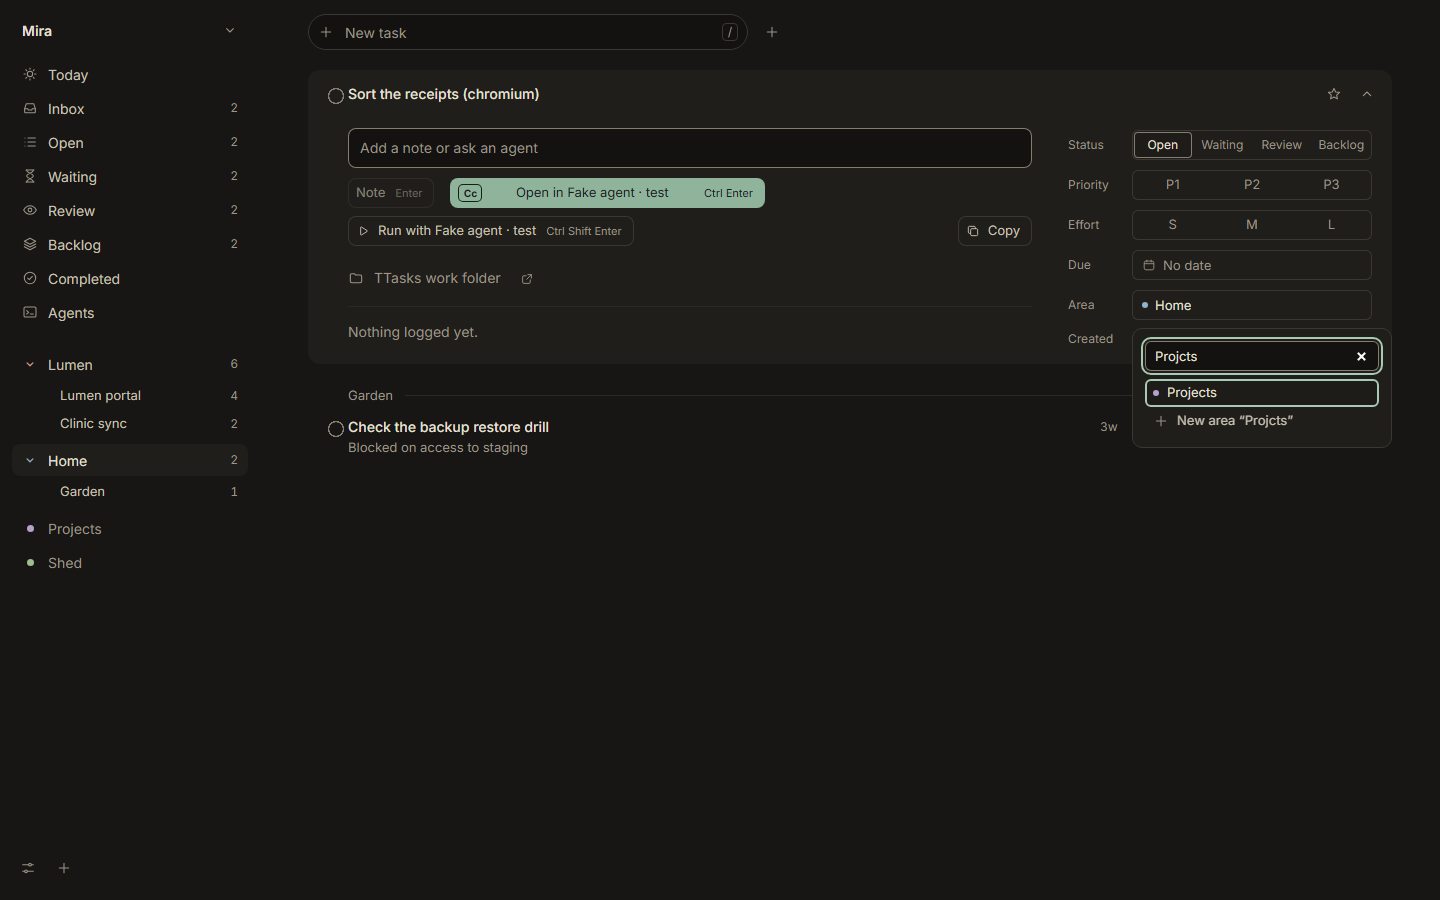 Mira
Today
Inbox 2
Open 2
Waiting 2
Review 2
Backlog 2
Completed
Agents
Lumen 6
Lumen portal 4
Clinic sync 2
Home 2
Garden 1
Projects
Shed
New task /
Sort the receipts (chromium)
Add a note or ask an agent
Note Enter
Cc Open in Fake agent · test Ctrl Enter
Run with Fake agent · test Ctrl Shift Enter
Copy
TTasks work folder
Nothing logged yet.
Status Open Waiting Review Backlog
Priority P1 P2 P3
Effort S M L
Due No date
Area Home
Created
Projcts
Projects
New area “Projcts”
Garden
Check the backup restore drill 3w
Blocked on access to staging